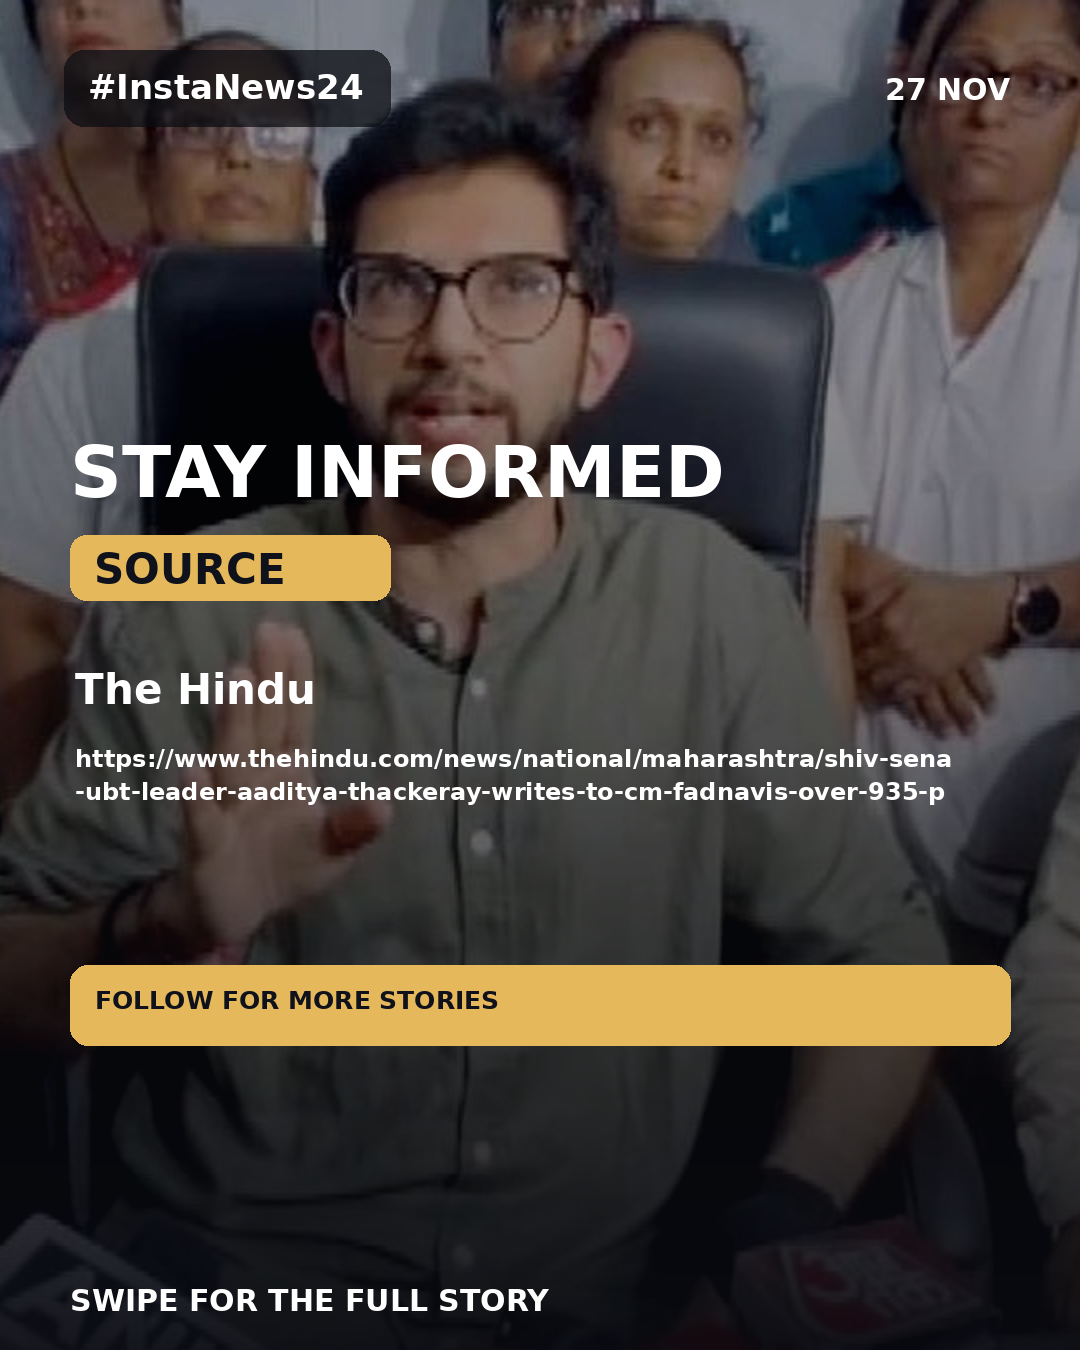 #InstaNews24
27 NOV
STAY INFORMED
SOURCE
The Hindu
https://www.thehindu.com/news/national/maharashtra/shiv-sena
-ubt-leader-aaditya-thackeray-writes-to-cm-fadnavis-over-935-p
FOLLOW FOR MORE STORIES
SWIPE FOR THE FULL STORY